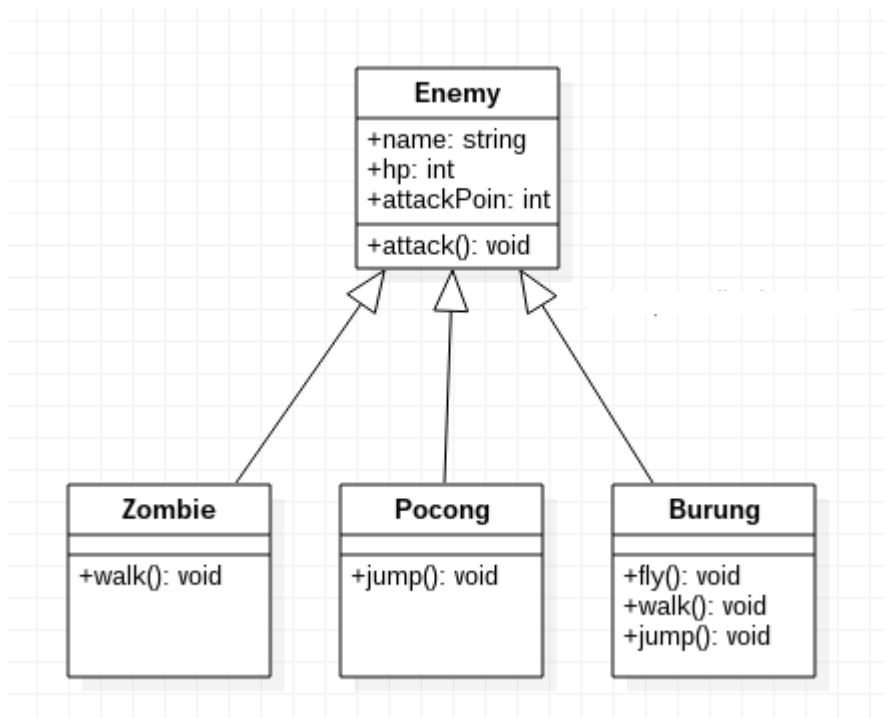 Enemy
+name: string
+hp: int
+attackPoin: int
+attack(): void
Zombie
+walk(): void
Pocong
+jump(): void
Burung
+fly(): void
+walk(): void
+jump(): void